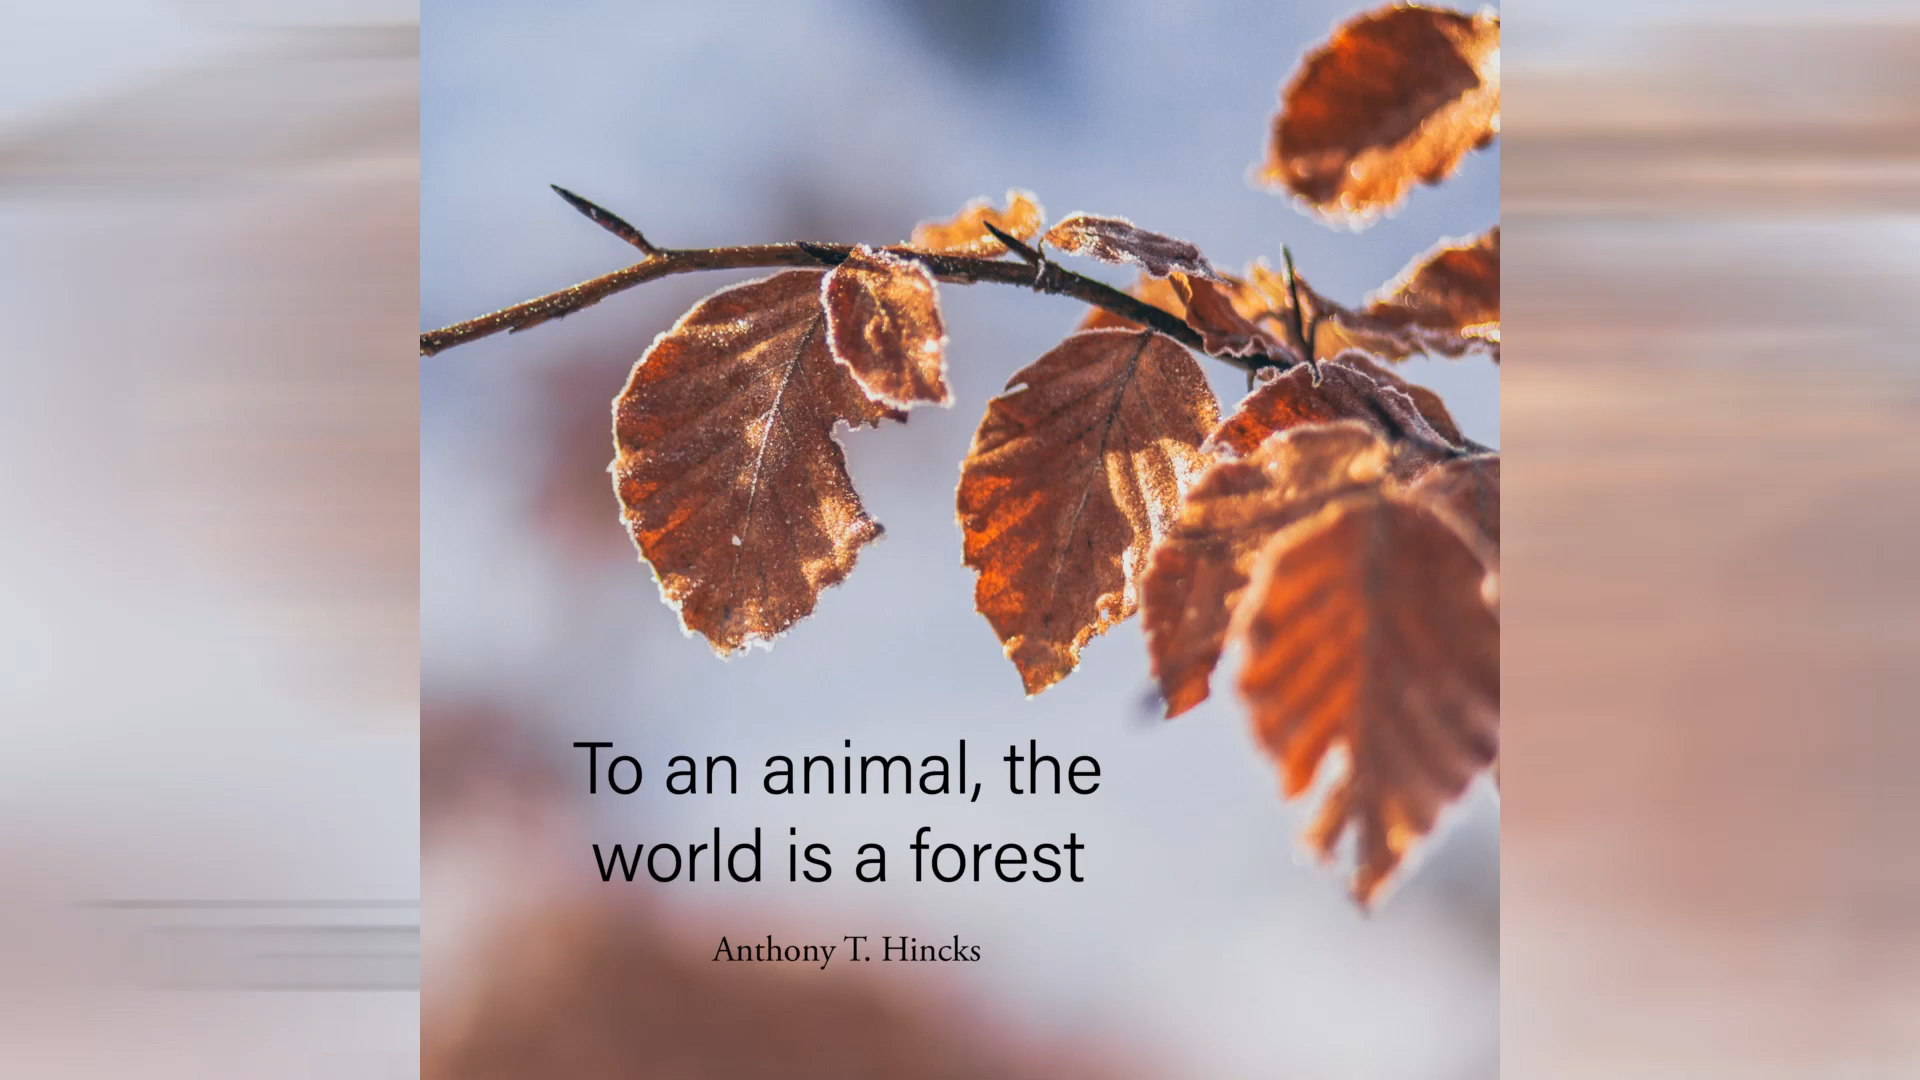 To an animal, the
world is a forest
Anthony T. Hincks